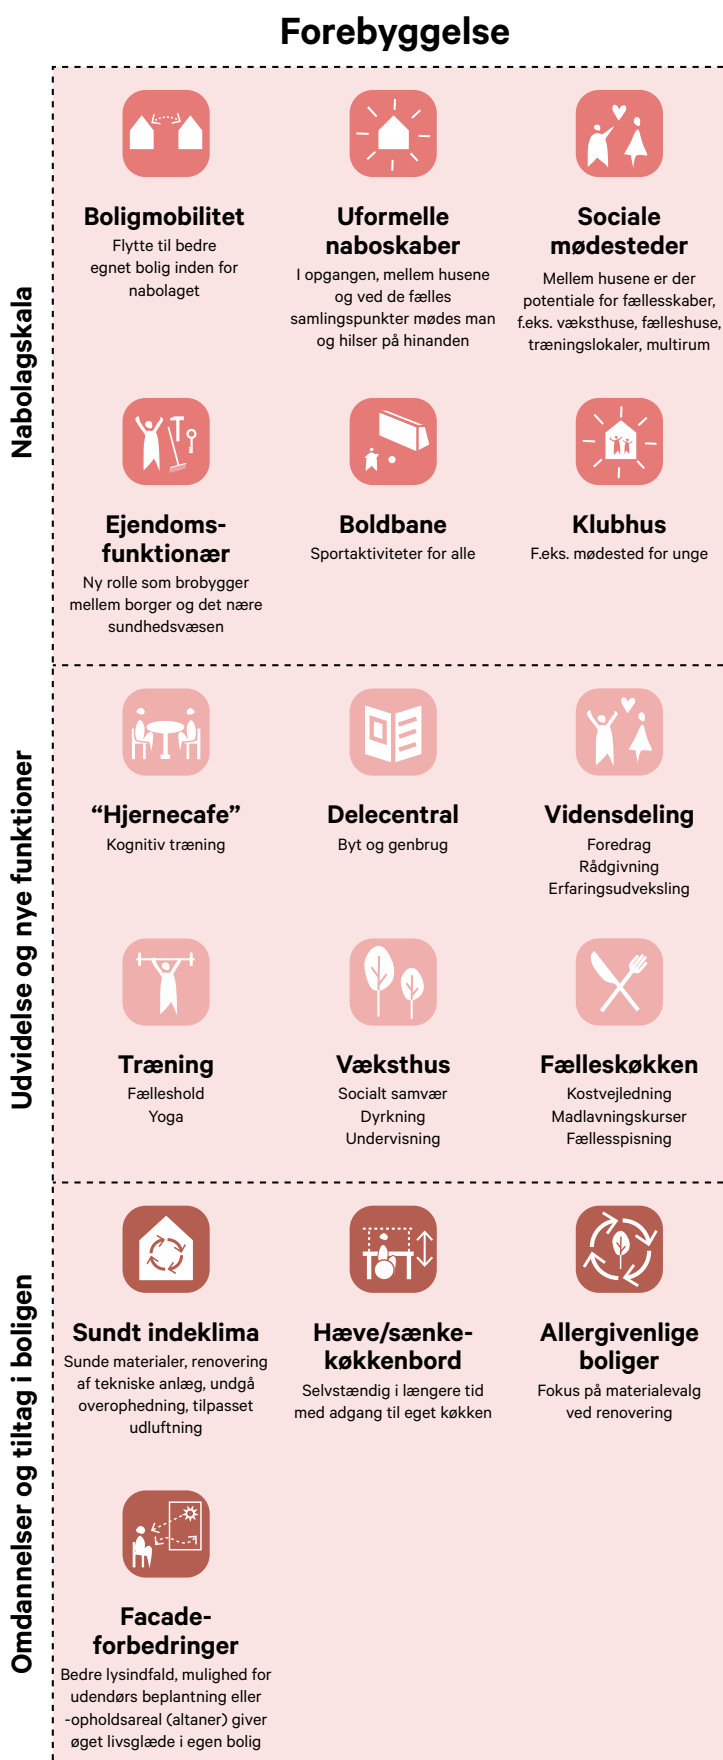 Forebyggelse
Nabolagskala
Boligmobilitet
Flytte til bedre
egnet bolig inden for
nabolaget
Uformelle
naboskaber
I opgangen, mellem husene
og ved de fælles
samlingspunkter mødes man
og hilser på hinanden
Sociale
mødesteder
Mellem husene er der
potentiale for fællesskaber,
f.eks. væksthuse, fælleshuse,
træningslokaler, multirum
Ejendoms-
funktionær
Ny rolle som brobygger
mellem borger og det nære
sundhedsvæsen
Boldbane
Sportaktiviteter for alle
Klubhus
F.eks. mødested for unge
Udvidelse og nye funktioner
“Hjernecafe”
Kognitiv træning
Delecentral
Byt og genbrug
Vidensdeling
Foredrag
Rådgivning
Erfaringsudveksling
Træning
Fælleshold
Yoga
Væksthus
Socialt samvær
Dyrkning
Undervisning
Fælleskøkken
Kostvejledning
Madlavningskurser
Fællesspisning
Omdannelser og tiltag i boligen
Sundt indeklima
Sunde materialer, renovering
af tekniske anlæg, undgå
overophedning, tilpasset
udluftning
Hæve/sænke-
køkkenbord
Selvstændig i længere tid
med adgang til eget køkken
Allergivenlige
boliger
Fokus på materialevalg
ved renovering
Facade-
forbedringer
Bedre lysindfald, mulighed for
udendørs beplantning eller
-opholdsareal (altaner) giver
øget livsglæde i egen bolig